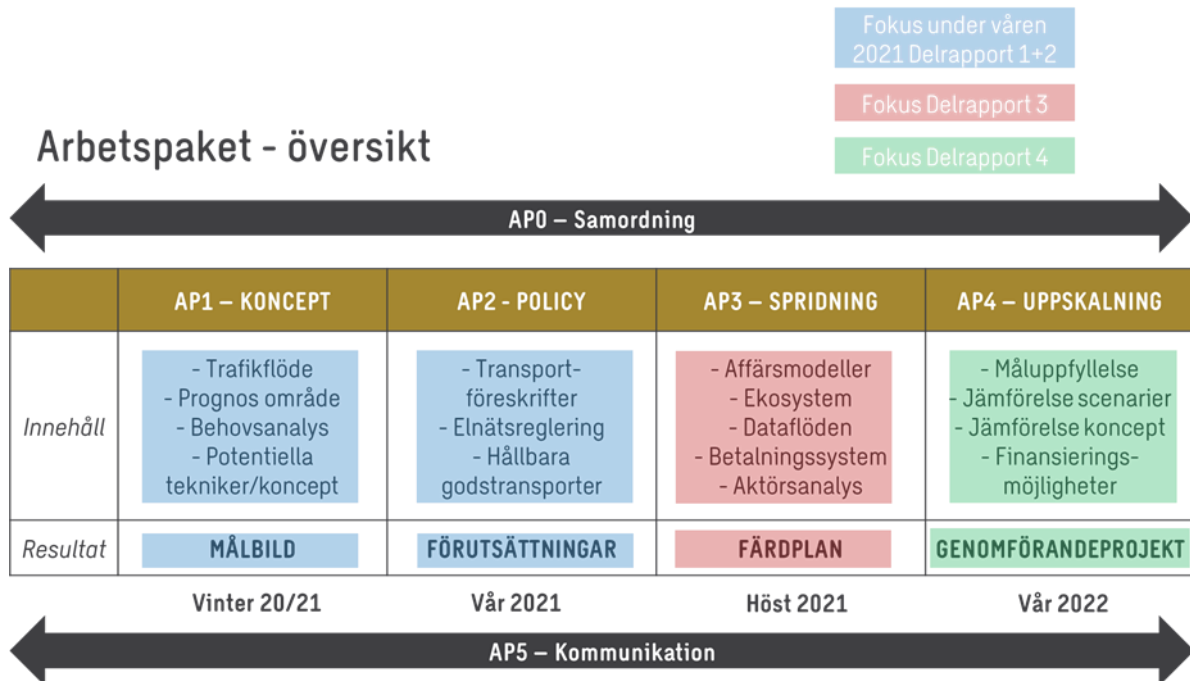 Fokus under våren
2021 Delrapport 1+2
Fokus Delrapport 3
Fokus Delrapport 4
Arbetspaket - översikt
AP0 – Samordning
AP1 – KONCEPT
AP2 - POLICY
AP3 – SPRIDNING
AP4 – UPPSKALNING
Innehåll
- Trafikflöde
- Prognos område
- Behovsanalys
- Potentiella
tekniker/koncept
- Transport-
föreskrifter
- Elnätsreglering
- Hållbara
godstransporter
- Affärsmodeller
- Ekosystem
- Dataflöden
- Betalningssystem
- Aktörsanalys
- Måluppfyllelse
- Jämförelse scenarier
- Jämförelse koncept
- Finansierings-
möjligheter
Resultat
MÅLBILD
FÖRUTSÄTTNINGAR
FÄRDPLAN
GENOMFÖRANDEPROJEKT
Vinter 20/21
Vår 2021
Höst 2021
Vår 2022
AP5 – Kommunikation